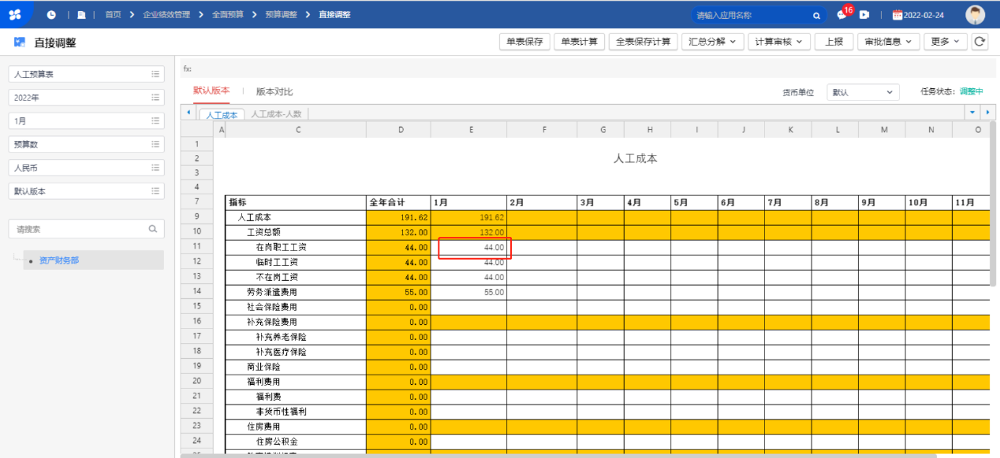 首页 企业绩效管理 全面预算 预算调整 直接调整 请输入应用名称 16 2022-02-24
直接调整 单表保存 单表计算 全表保存计算 汇总分解 计算审核 上报 审批信息 更多
人工预算表
2022年
1月
预算数
人民币
默认版本
请搜索
资产财务部
fx:
默认版本 版本对比 货币单位 默认 任务状态: 调整中
人工成本 人工成本-人数
A C D E F G H I J K L M N O
1
2 人工成本
3
4
7 指标 全年合计 1月 2月 3月 4月 5月 6月 7月 8月 9月 10月 11月
9 人工成本 191.62 191.62
10 工资总额 132.00 132.00
11 在岗职工工资 44.00 44.00
12 临时工工资 44.00 44.00
13 不在岗工资 44.00 44.00
14 劳务派遣费用 55.00 55.00
15 社会保险费用 0.00
16 补充保险费用 0.00
17 补充养老保险 0.00
18 补充医疗保险 0.00
19 商业保险 0.00
20 福利费用 0.00
21 福利费 0.00
22 非货币性福利 0.00
23 住房费用 0.00
24 住房公积金 0.00